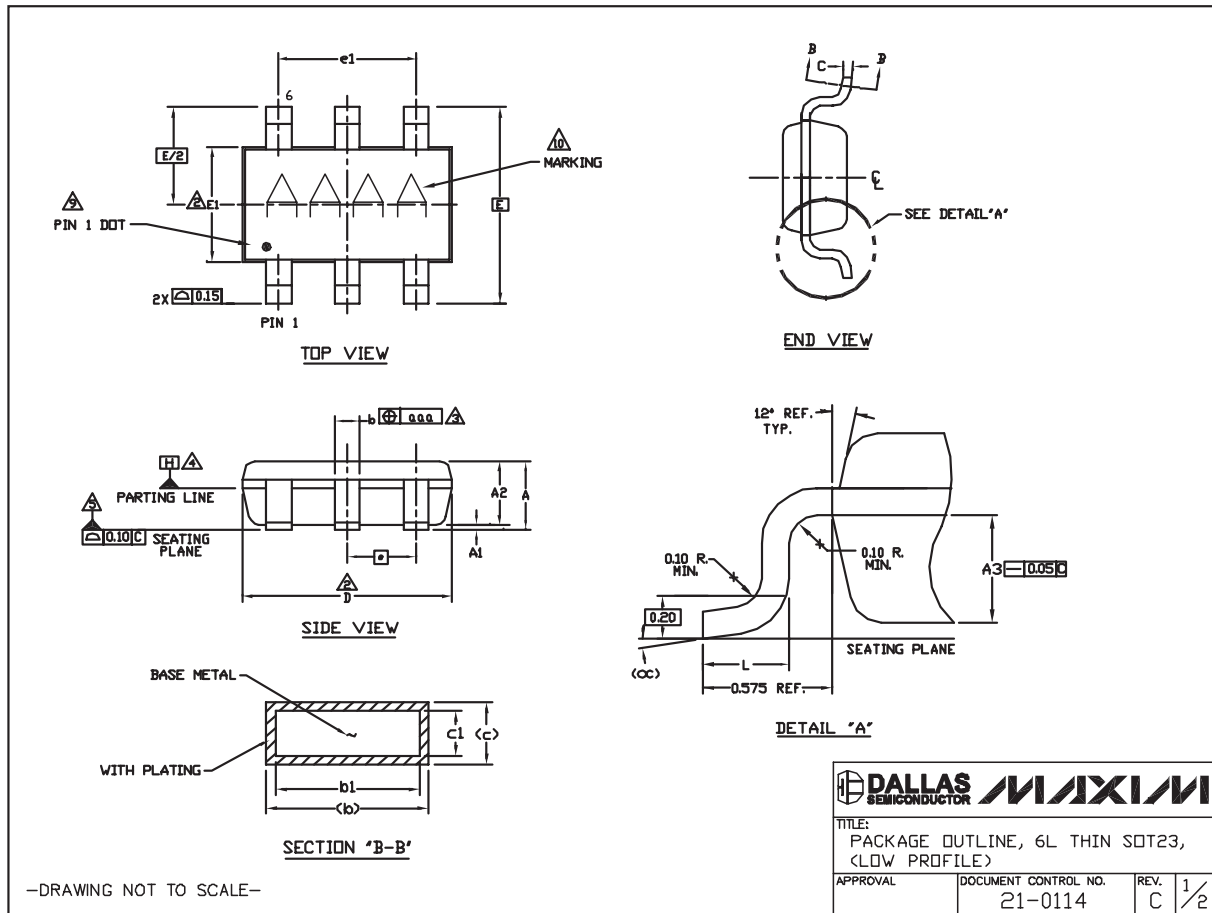 e1
6
E/2
10
MARKING
9
PIN 1 DOT
2
E1
E
2X 0.15
PIN 1
TOP VIEW
B
C
B
CL
SEE DETAIL "A"
END VIEW
b ⌖ aaa 3
H 4
PARTING LINE
5
0.10 C SEATING
PLANE
A2
A
A1
e
2
D
SIDE VIEW
12° REF.
TYP.
0.10 R.
MIN.
0.10 R.
MIN.
A3 — 0.05 C
0.20
SEATING PLANE
(∝)
L
0.575 REF.
DETAIL "A"
BASE METAL
c1
(c)
WITH PLATING
b1
(b)
SECTION "B-B"
-DRAWING NOT TO SCALE-
DALLAS
SEMICONDUCTOR
MAXIM
TITLE:
PACKAGE OUTLINE, 6L THIN SOT23,
(LOW PROFILE)
APPROVAL
DOCUMENT CONTROL NO.
21-0114
REV.
C
1/2